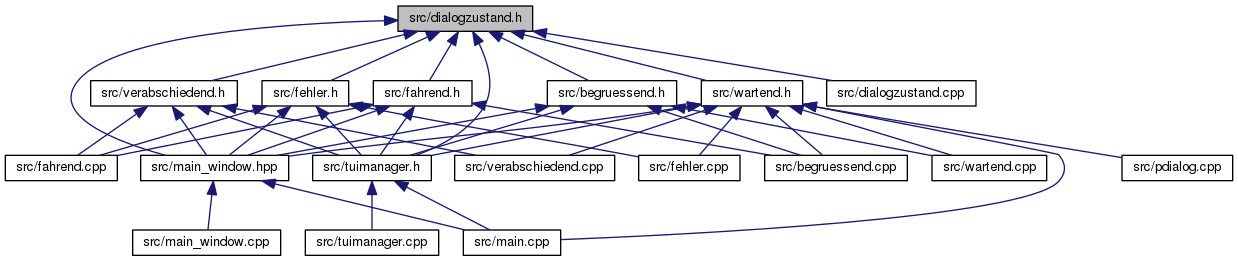 src/dialogzustand.h
src/verabschiedend.h
src/fehler.h
src/fahrend.h
src/begruessend.h
src/wartend.h
src/dialogzustand.cpp
src/fahrend.cpp
src/main_window.hpp
src/tuimanager.h
src/verabschiedend.cpp
src/fehler.cpp
src/begruessend.cpp
src/wartend.cpp
src/pdialog.cpp
src/main_window.cpp
src/tuimanager.cpp
src/main.cpp